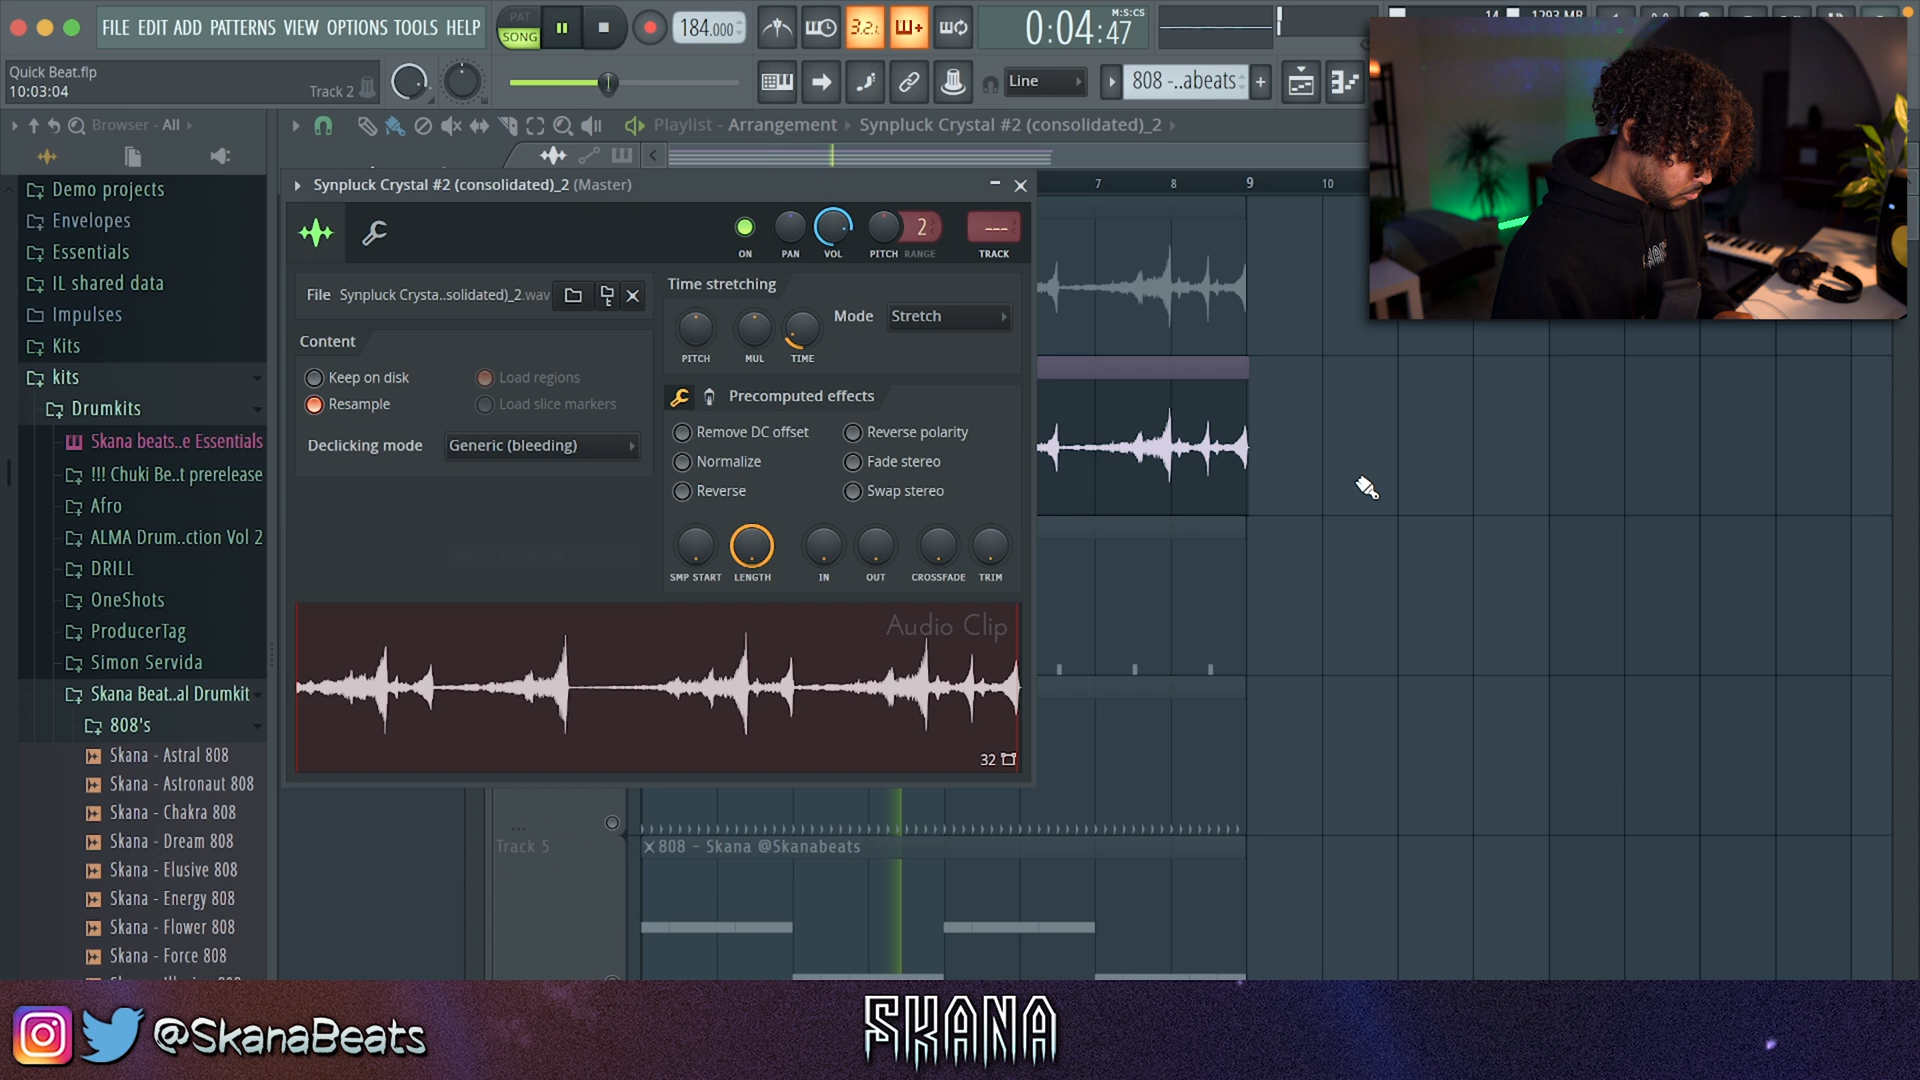 FILE EDIT ADD PATTERNS VIEW OPTIONS TOOLS HELP
PAT
SONG
184.000
3.2.
0:04:47
M:S:CS
14
1293 MB
Quick Beat.flp
10:03:04
Track 2
Line
808 -..abeats
+
Browser - All
Playlist - Arrangement
Synpluck Crystal #2 (consolidated)_2
Demo projects
Envelopes
Essentials
IL shared data
Impulses
Kits
kits
Drumkits
Skana beats..e Essentials
!!! Chuki Be..t prerelease
Afro
ALMA Drum..ction Vol 2
DRILL
OneShots
ProducerTag
Simon Servida
Skana Beat..al Drumkit
808's
Skana - Astral 808
Skana - Astronaut 808
Skana - Chakra 808
Skana - Dream 808
Skana - Elusive 808
Skana - Energy 808
Skana - Flower 808
Skana - Force 808
Synpluck Crystal #2 (consolidated)_2 (Master)
ON
PAN
VOL
PITCH
RANGE
2
---
TRACK
File
Synpluck Crysta..solidated)_2.wav
Content
Keep on disk
Load regions
Resample
Load slice markers
Declicking mode
Generic (bleeding)
Time stretching
PITCH
MUL
TIME
Mode
Stretch
Precomputed effects
Remove DC offset
Reverse polarity
Normalize
Fade stereo
Reverse
Swap stereo
SMP START
LENGTH
IN
OUT
CROSSFADE
TRIM
Audio Clip
32
7
8
9
10
Track 5
808 - Skana @Skanabeats
@SkanaBeats
SKANA